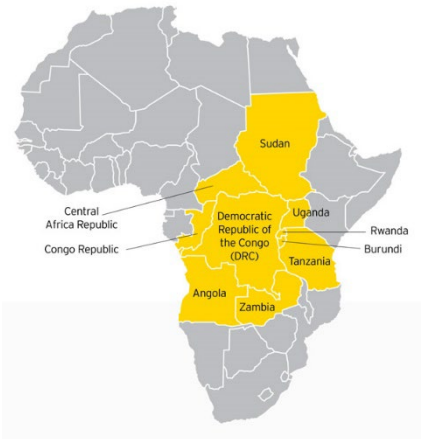 Sudan
Central
Africa Republic
Congo Republic
Democratic
Republic of
the Congo
(DRC)
Uganda
Rwanda
Burundi
Tanzania
Angola
Zambia